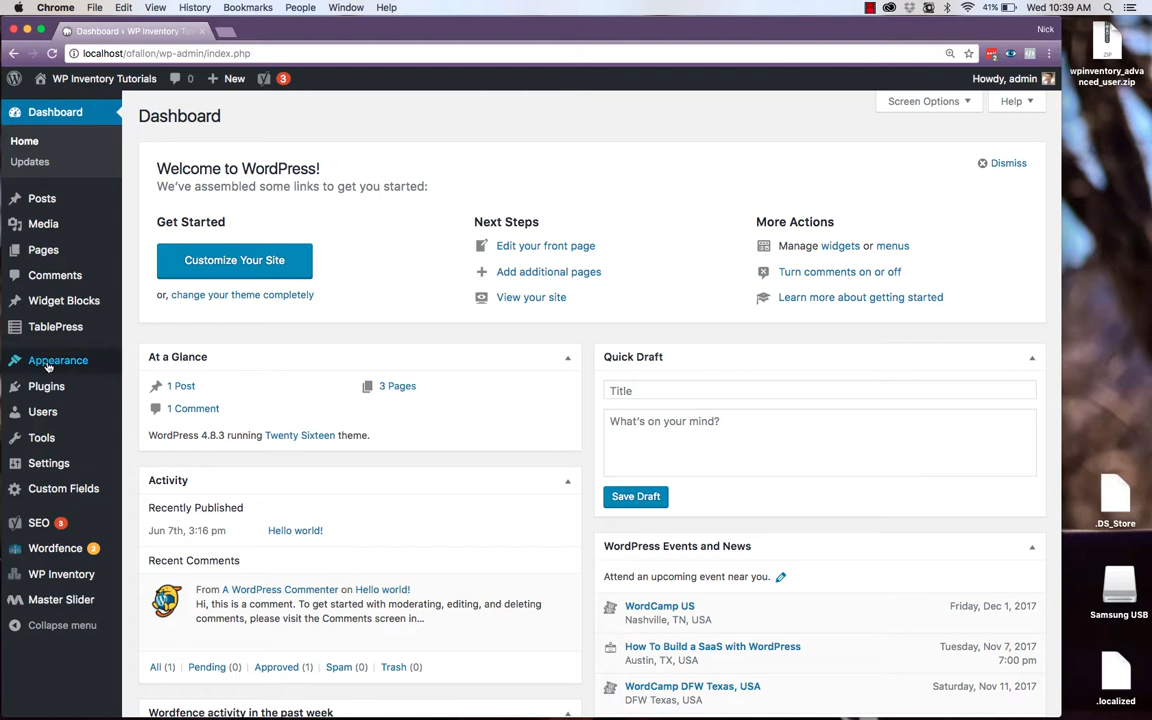 Chrome File Edit View History Bookmarks People Window Help 41% Wed 10:39 AM
Dashboard ‹ WP Inventory Tut Nick
localhost/ofallon/wp-admin/index.php
WP Inventory Tutorials 0 New 3 Howdy, admin
Dashboard
Home
Updates
Posts
Media
Pages
Comments
Widget Blocks
TablePress
Appearance
Plugins
Users
Tools
Settings
Custom Fields
SEO 3
Wordfence 2
WP Inventory
Master Slider
Collapse menu
Screen Options Help
Dashboard
Welcome to WordPress!
We've assembled some links to get you started:
Dismiss
Get Started
Customize Your Site
or, change your theme completely
Next Steps
Edit your front page
Add additional pages
View your site
More Actions
Manage widgets or menus
Turn comments on or off
Learn more about getting started
At a Glance
1 Post 3 Pages
1 Comment
WordPress 4.8.3 running Twenty Sixteen theme.
Activity
Recently Published
Jun 7th, 3:16 pm Hello world!
Recent Comments
From A WordPress Commenter on Hello world!
Hi, this is a comment. To get started with moderating, editing, and deleting
comments, please visit the Comments screen in…
All (1) | Pending (0) | Approved (1) | Spam (0) | Trash (0)
Wordfence activity in the past week
Quick Draft
Title
What's on your mind?
Save Draft
WordPress Events and News
Attend an upcoming event near you.
WordCamp US Friday, Dec 1, 2017
Nashville, TN, USA
How To Build a SaaS with WordPress Tuesday, Nov 7, 2017
Austin, TX, USA 7:00 pm
WordCamp DFW Texas, USA Saturday, Nov 11, 2017
DFW Texas, USA
ZIP
wpinventory_adva
nced_user.zip
.DS_Store
Samsung USB
.localized